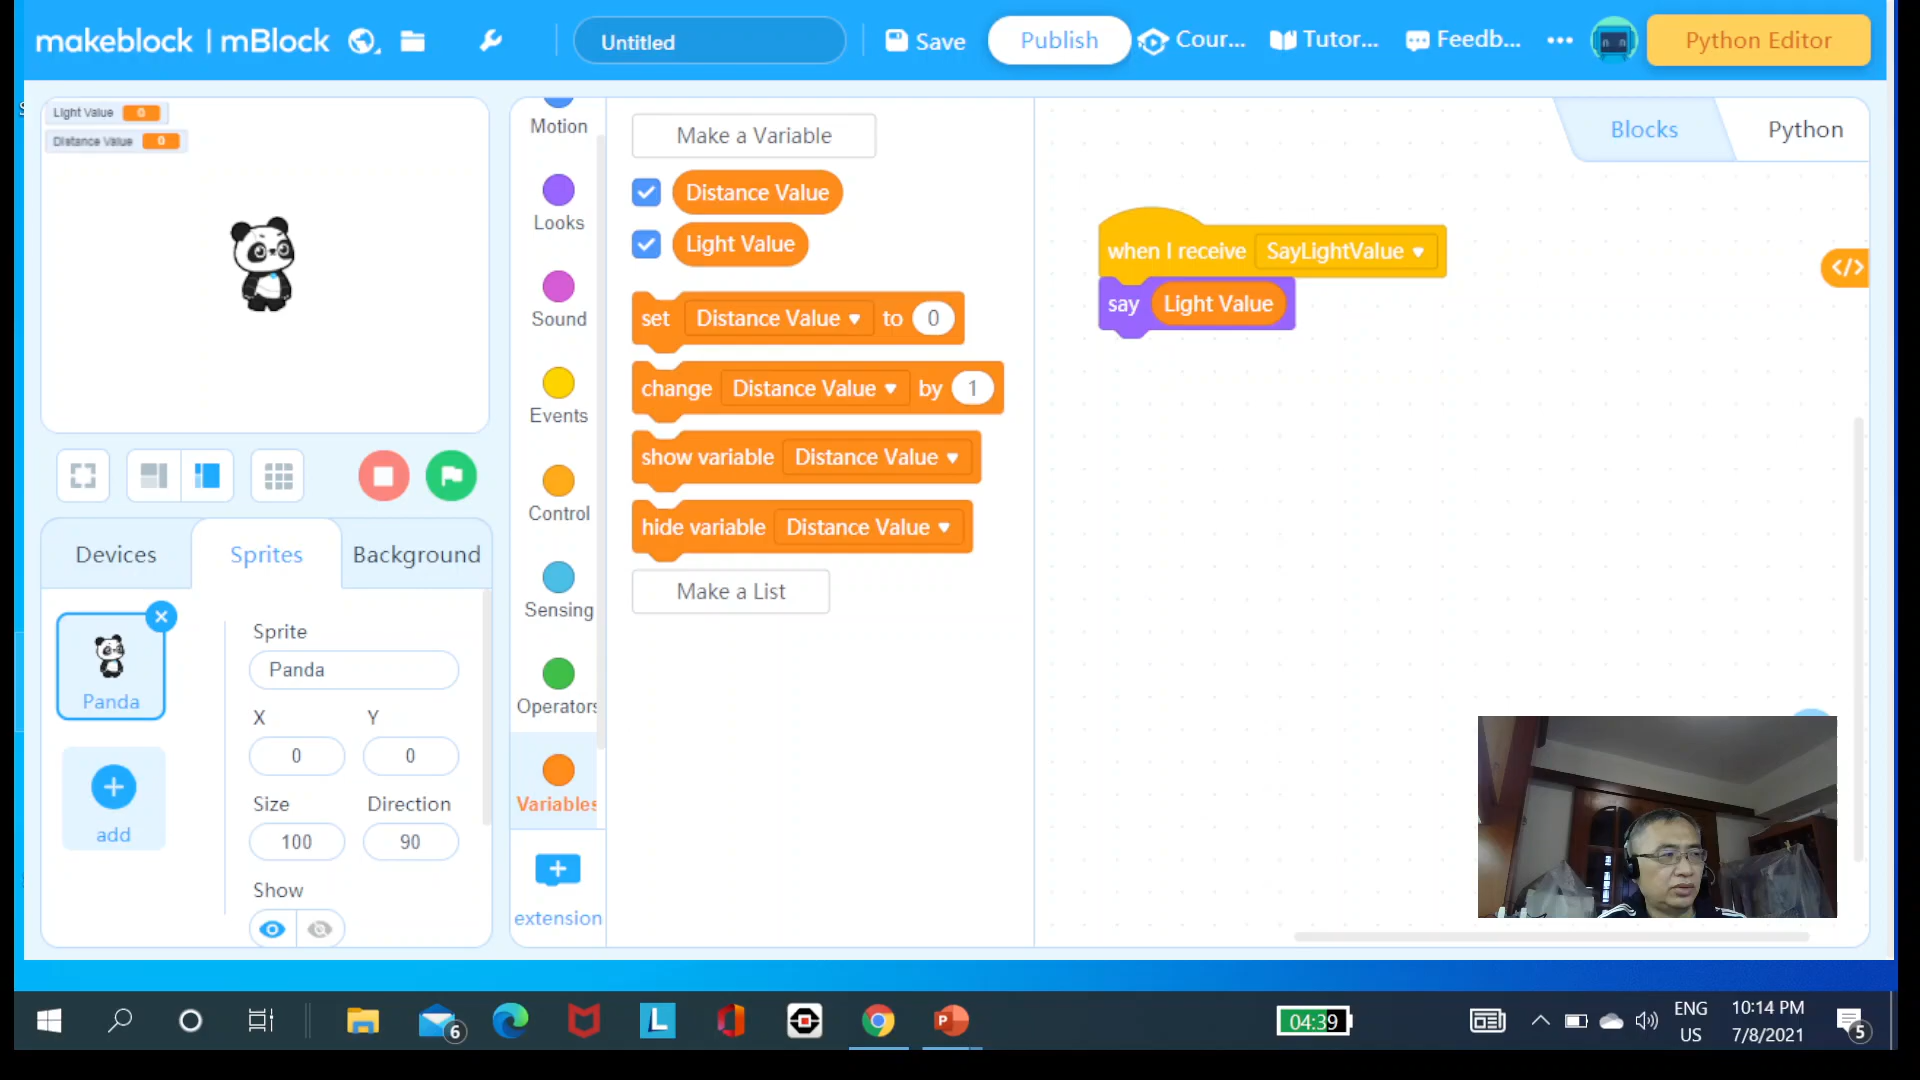 makeblock | mBlock
Untitled
Save
Publish
Cour...
Tutor...
Feedb...
Python Editor
Light Value 0
Distance Value 0
Motion
Looks
Sound
Events
Control
Sensing
Operators
Variables
extension
Make a Variable
Distance Value
Light Value
set Distance Value to 0
change Distance Value by 1
show variable Distance Value
hide variable Distance Value
Make a List
Blocks
Python
when I receive SayLightValue
say Light Value
</>
Devices
Sprites
Background
Panda
add
Sprite
Panda
X
Y
0
0
Size
Direction
100
90
Show
6
L
P
04:39
ENG
US
10:14 PM
7/8/2021
5